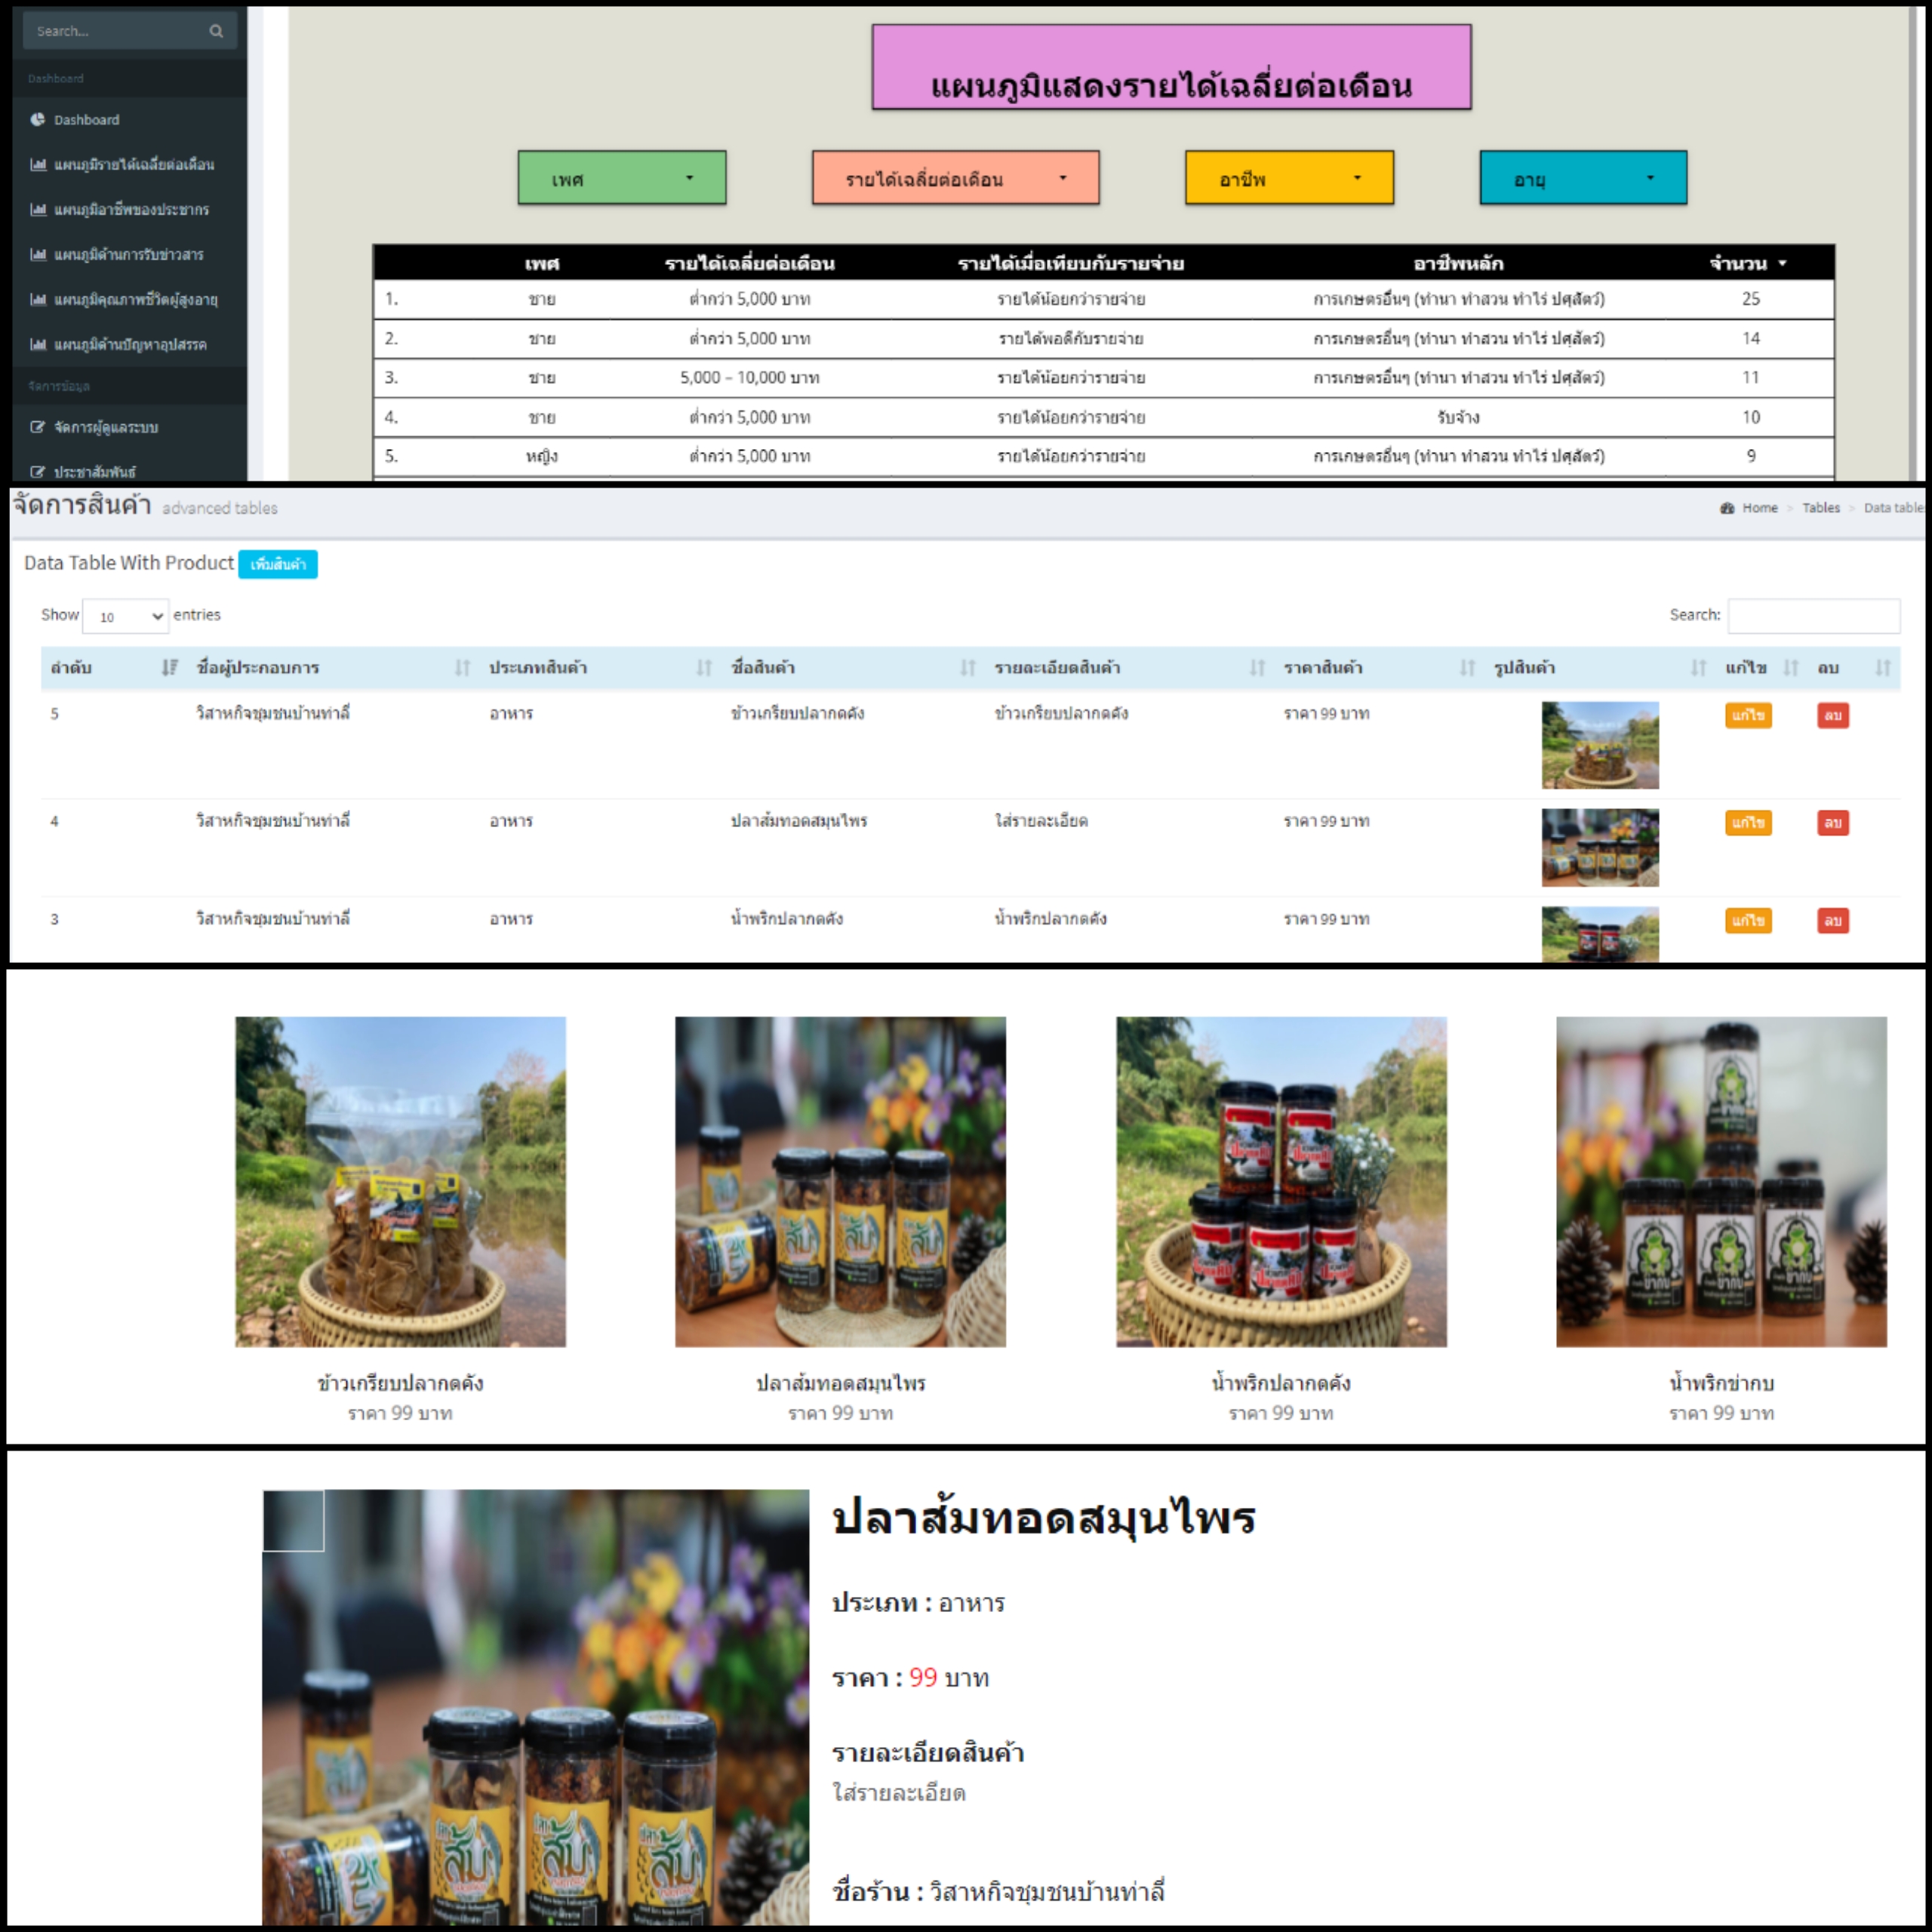 Search...
Dashboard
Dashboard
แผนภูมิรายได้เฉลี่ยต่อเดือน
แผนภูมิอาชีพของประชากร
แผนภูมิด้านการรับข่าวสาร
แผนภูมิคุณภาพชีวิตผู้สูงอายุ
แผนภูมิด้านปัญหาอุปสรรค
จัดการข้อมูล
จัดการผู้ดูแลระบบ
ประชาสัมพันธ์
แผนภูมิแสดงรายได้เฉลี่ยต่อเดือน
เพศ รายได้เฉลี่ยต่อเดือน อาชีพ อายุ
เพศ รายได้เฉลี่ยต่อเดือน รายได้เมื่อเทียบกับรายจ่าย อาชีพหลัก จำนวน
1. ชาย ต่ำกว่า 5,000 บาท รายได้น้อยกว่ารายจ่าย การเกษตรอื่นๆ (ทำนา ทำสวน ทำไร่ ปศุสัตว์) 25
2. ชาย ต่ำกว่า 5,000 บาท รายได้พอดีกับรายจ่าย การเกษตรอื่นๆ (ทำนา ทำสวน ทำไร่ ปศุสัตว์) 14
3. ชาย 5,000 – 10,000 บาท รายได้น้อยกว่ารายจ่าย การเกษตรอื่นๆ (ทำนา ทำสวน ทำไร่ ปศุสัตว์) 11
4. ชาย ต่ำกว่า 5,000 บาท รายได้น้อยกว่ารายจ่าย รับจ้าง 10
5. หญิง ต่ำกว่า 5,000 บาท รายได้น้อยกว่ารายจ่าย การเกษตรอื่นๆ (ทำนา ทำสวน ทำไร่ ปศุสัตว์) 9
จัดการสินค้า advanced tables Home > Tables > Data table
Data Table With Product เพิ่มสินค้า
Show 10 entries Search:
ลำดับ ชื่อผู้ประกอบการ ประเภทสินค้า ชื่อสินค้า รายละเอียดสินค้า ราคาสินค้า รูปสินค้า แก้ไข ลบ
5 วิสาหกิจชุมชนบ้านท่าลี่ อาหาร ข้าวเกรียบปลากดคัง ข้าวเกรียบปลากดคัง ราคา 99 บาท แก้ไข ลบ
4 วิสาหกิจชุมชนบ้านท่าลี่ อาหาร ปลาส้มทอดสมุนไพร ใส่รายละเอียด ราคา 99 บาท แก้ไข ลบ
3 วิสาหกิจชุมชนบ้านท่าลี่ อาหาร น้ำพริกปลากดคัง น้ำพริกปลากดคัง ราคา 99 บาท แก้ไข ลบ
ข้าวเกรียบปลากดคัง ปลาส้มทอดสมุนไพร น้ำพริกปลากดคัง น้ำพริกข่ากบ
ราคา 99 บาท ราคา 99 บาท ราคา 99 บาท ราคา 99 บาท
ปลาส้มทอดสมุนไพร
ประเภท : อาหาร
ราคา : 99 บาท
รายละเอียดสินค้า
ใส่รายละเอียด
ชื่อร้าน : วิสาหกิจชุมชนบ้านท่าลี่
ส้ม ส้ม ส้ม